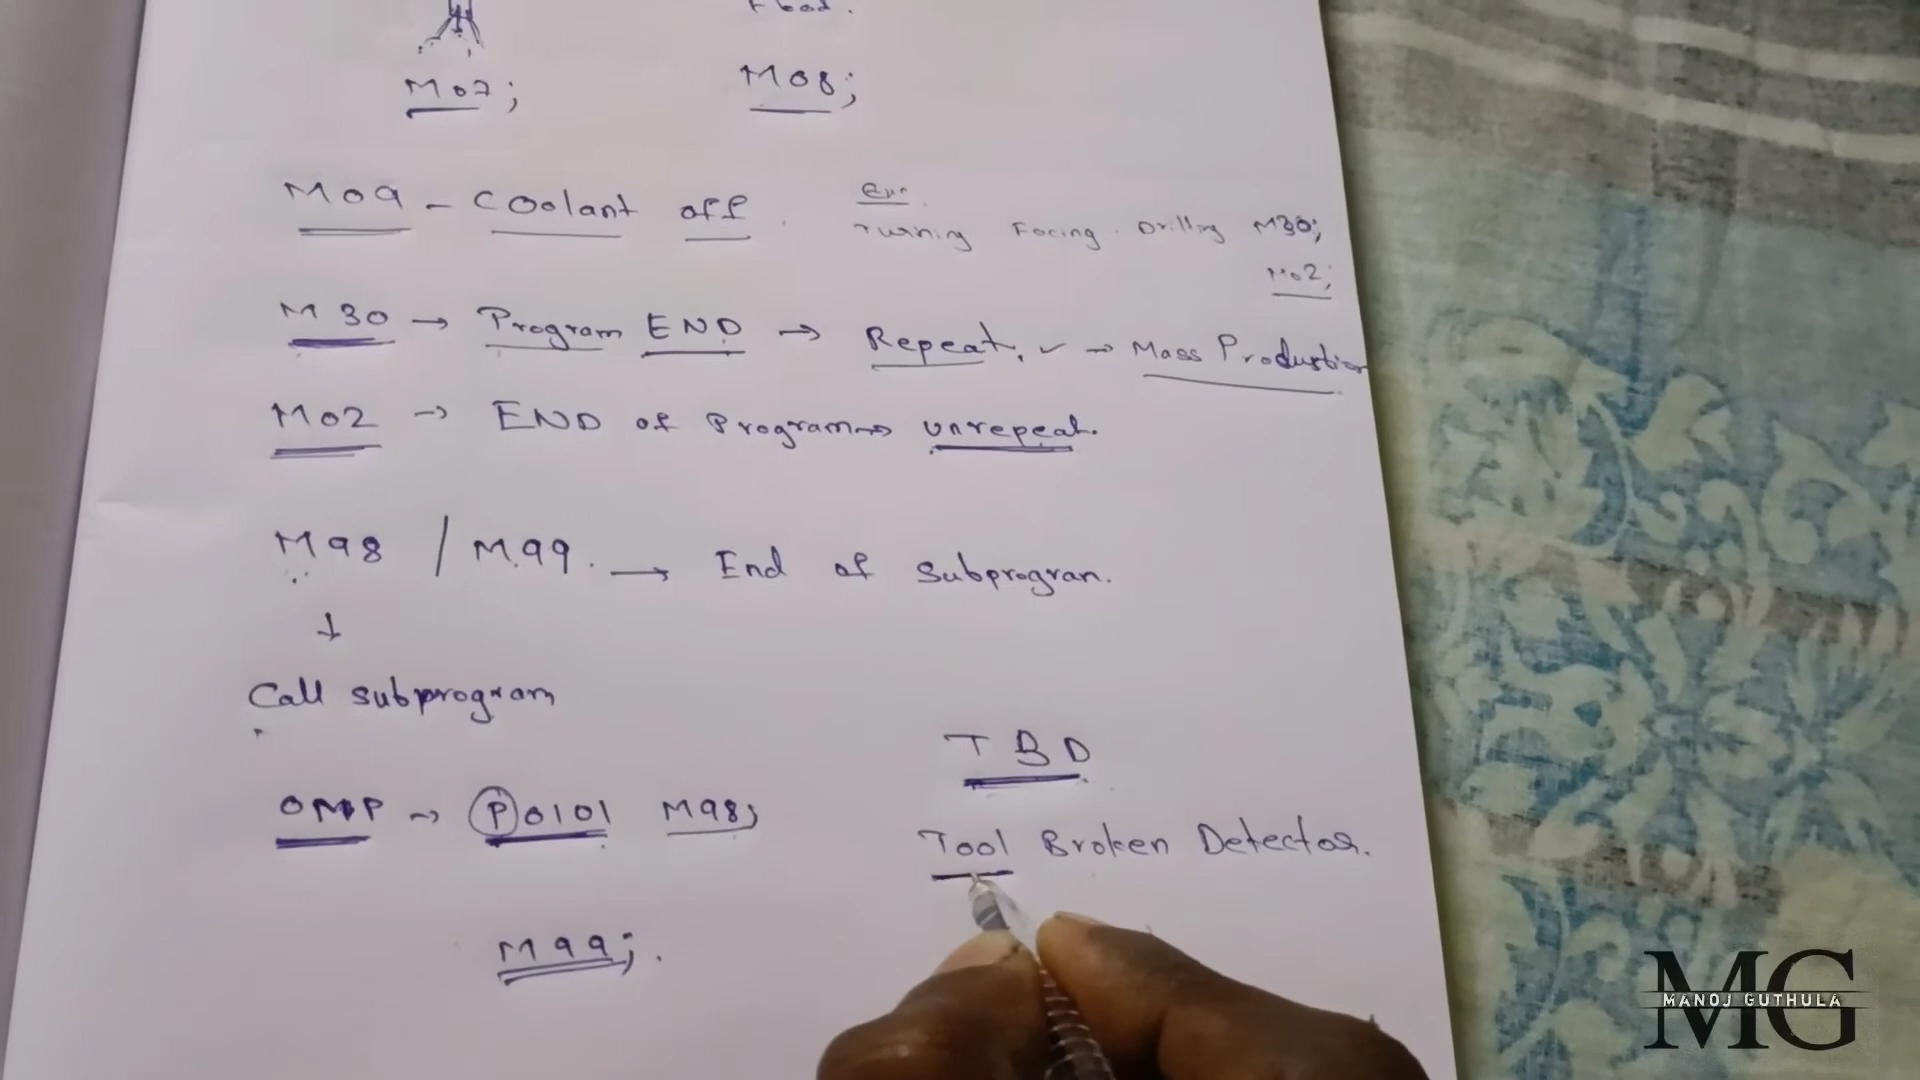 Flood.
M07; M08;
M09 - Coolant off. Ex.
Turning Facing. Drilling M30;
M02;
M30 → Program END → Repeat. ✓ → Mass Production
M02 → END of Program → unrepeat.
M98 / M99. → End of Subprogram.
↓
Call subprogram
TBD
OMP → P0101 M98;
Tool Broken Detector.
M99;.
MG
MANOJ GUTHULA